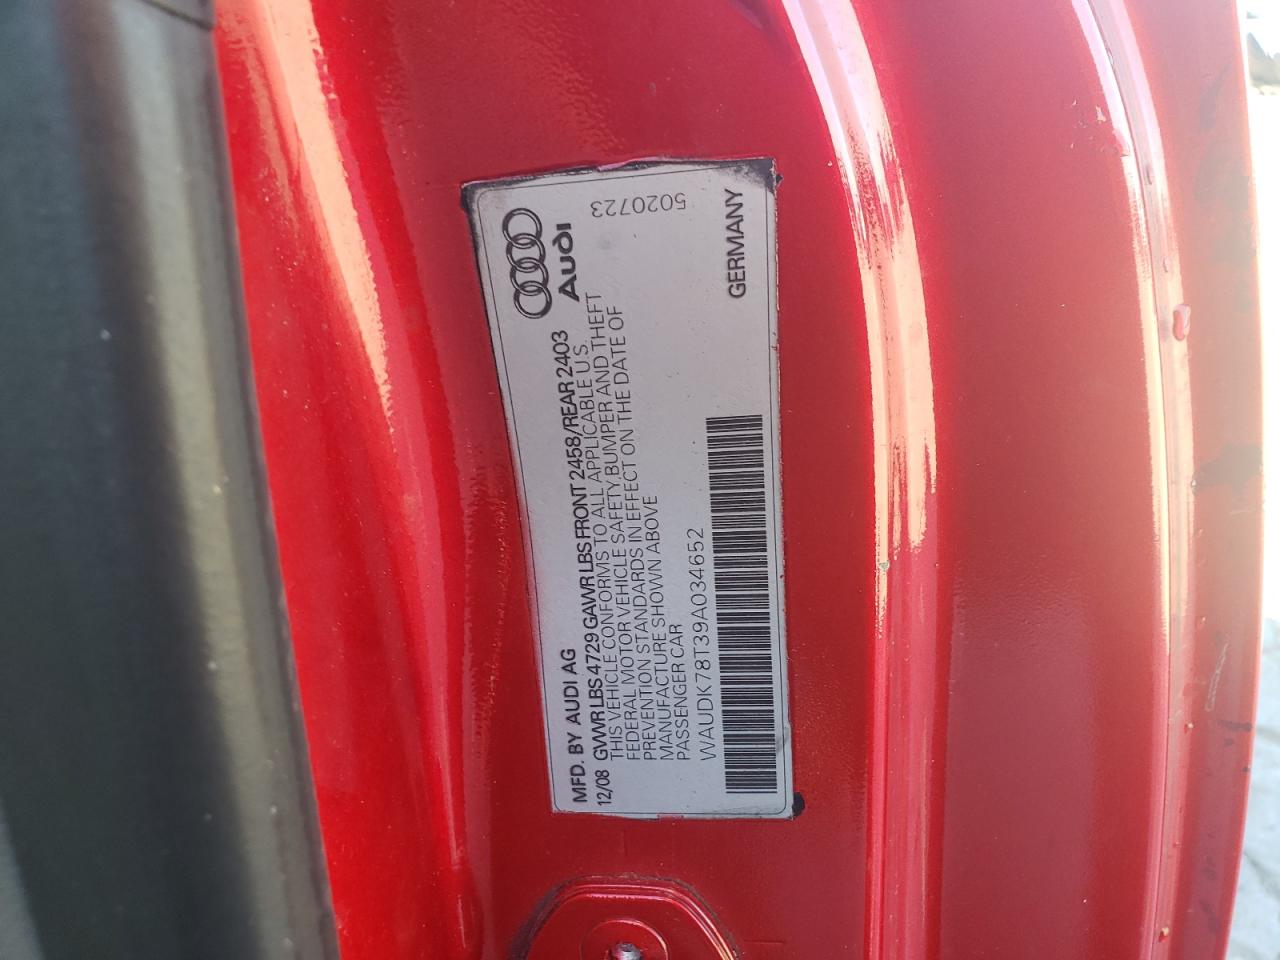 MFD. BY AUDI AG
12/08 GVWR LBS 4729 GAWR LBS FRONT 2458/REAR 2403
THIS VEHICLE CONFORMS TO ALL APPLICABLE U.S.
FEDERAL MOTOR VEHICLE SAFETY, BUMPER AND THEFT
PREVENTION STANDARDS IN EFFECT ON THE DATE OF
MANUFACTURE SHOWN ABOVE
PASSENGER CAR
WAUDK78T39A034652
Audi
5020723
GERMANY